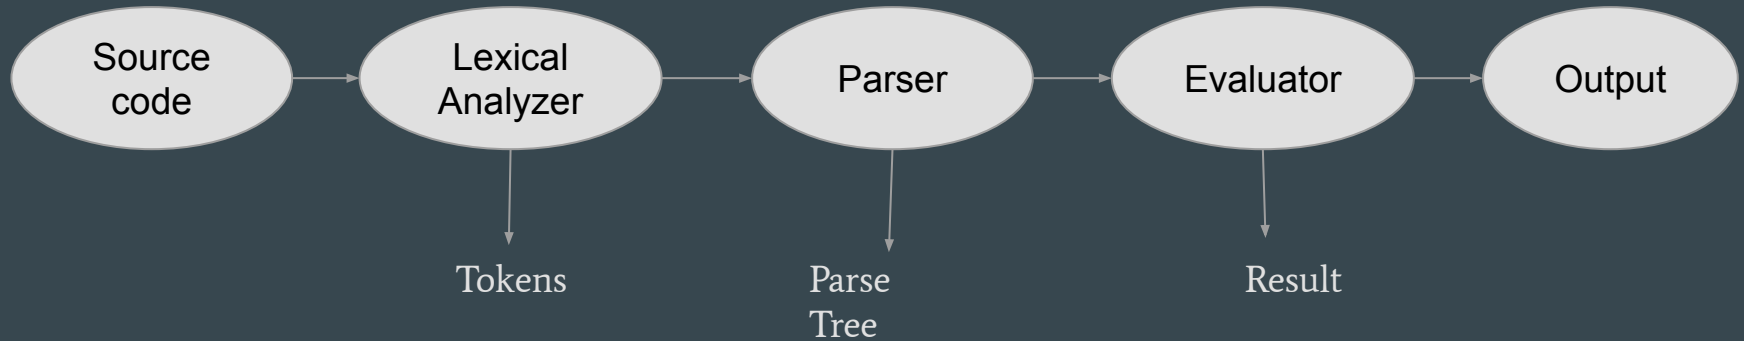 Source
code
Lexical
Analyzer
Parser
Evaluator
Output
Tokens
Parse
Tree
Result